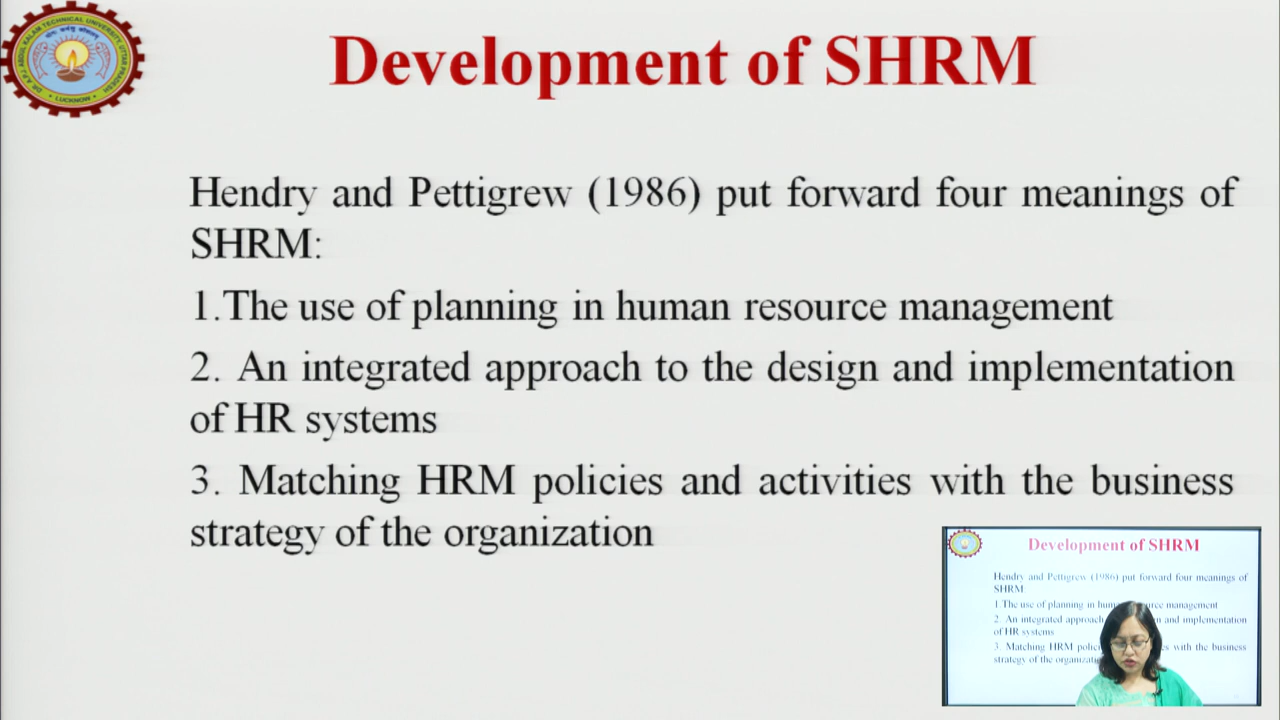 Development of SHRM
Hendry and Pettigrew (1986) put forward four meanings of
SHRM:
1.The use of planning in human resource management
2. An integrated approach to the design and implementation
of HR systems
3. Matching HRM policies and activities with the business
strategy of the organization
LUCKNOW
Development of SHRM
Hendry and Pettigrew (1986) put forward four meanings of
SHRM
1.The use of planning in management
2. An integrated approach and implementation
of HR systems
3. Matching HRM with the business
strategy of the